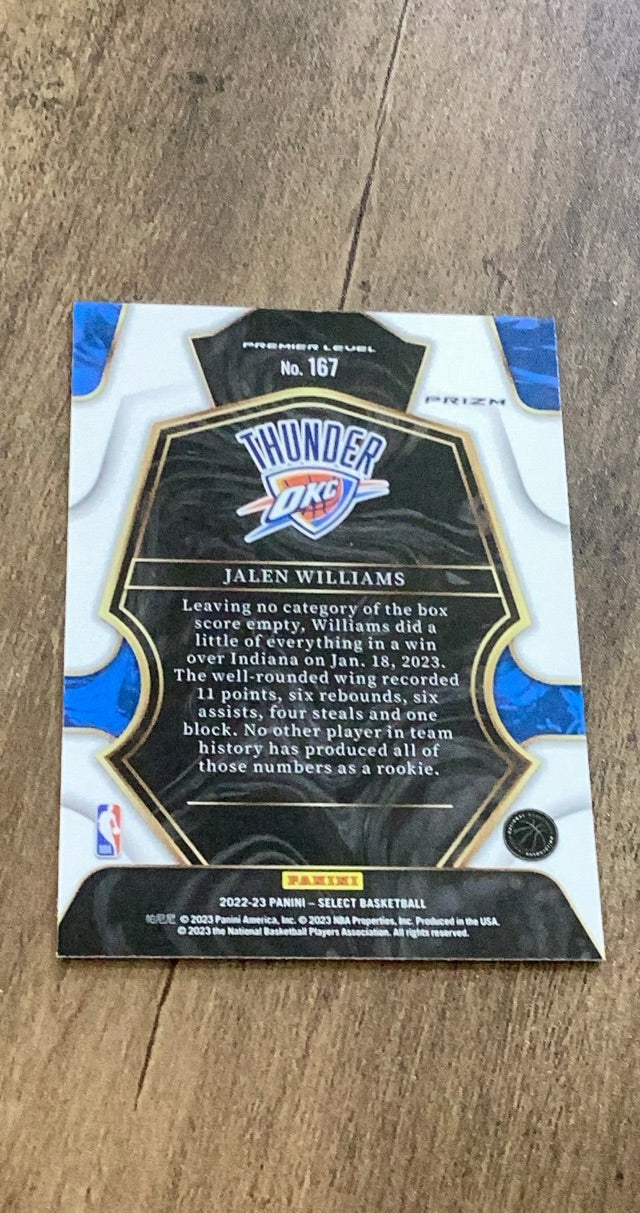 PREMIER LEVEL
No. 167
PRIZM
THUNDER
OKC
JALEN WILLIAMS
Leaving no category of the box
score empty, Williams did a
little of everything in a win
over Indiana on Jan. 18, 2023.
The well-rounded wing recorded
11 points, six rebounds, six
assists, four steals and one
block. No other player in team
history has produced all of
those numbers as a rookie.
NBA
PANINI
2022-23 PANINI – SELECT BASKETBALL
帕尼尼 © 2023 Panini America, Inc. © 2023 NBA Properties, Inc. Produced in the USA.
© 2023 the National Basketball Players Association. All rights reserved.